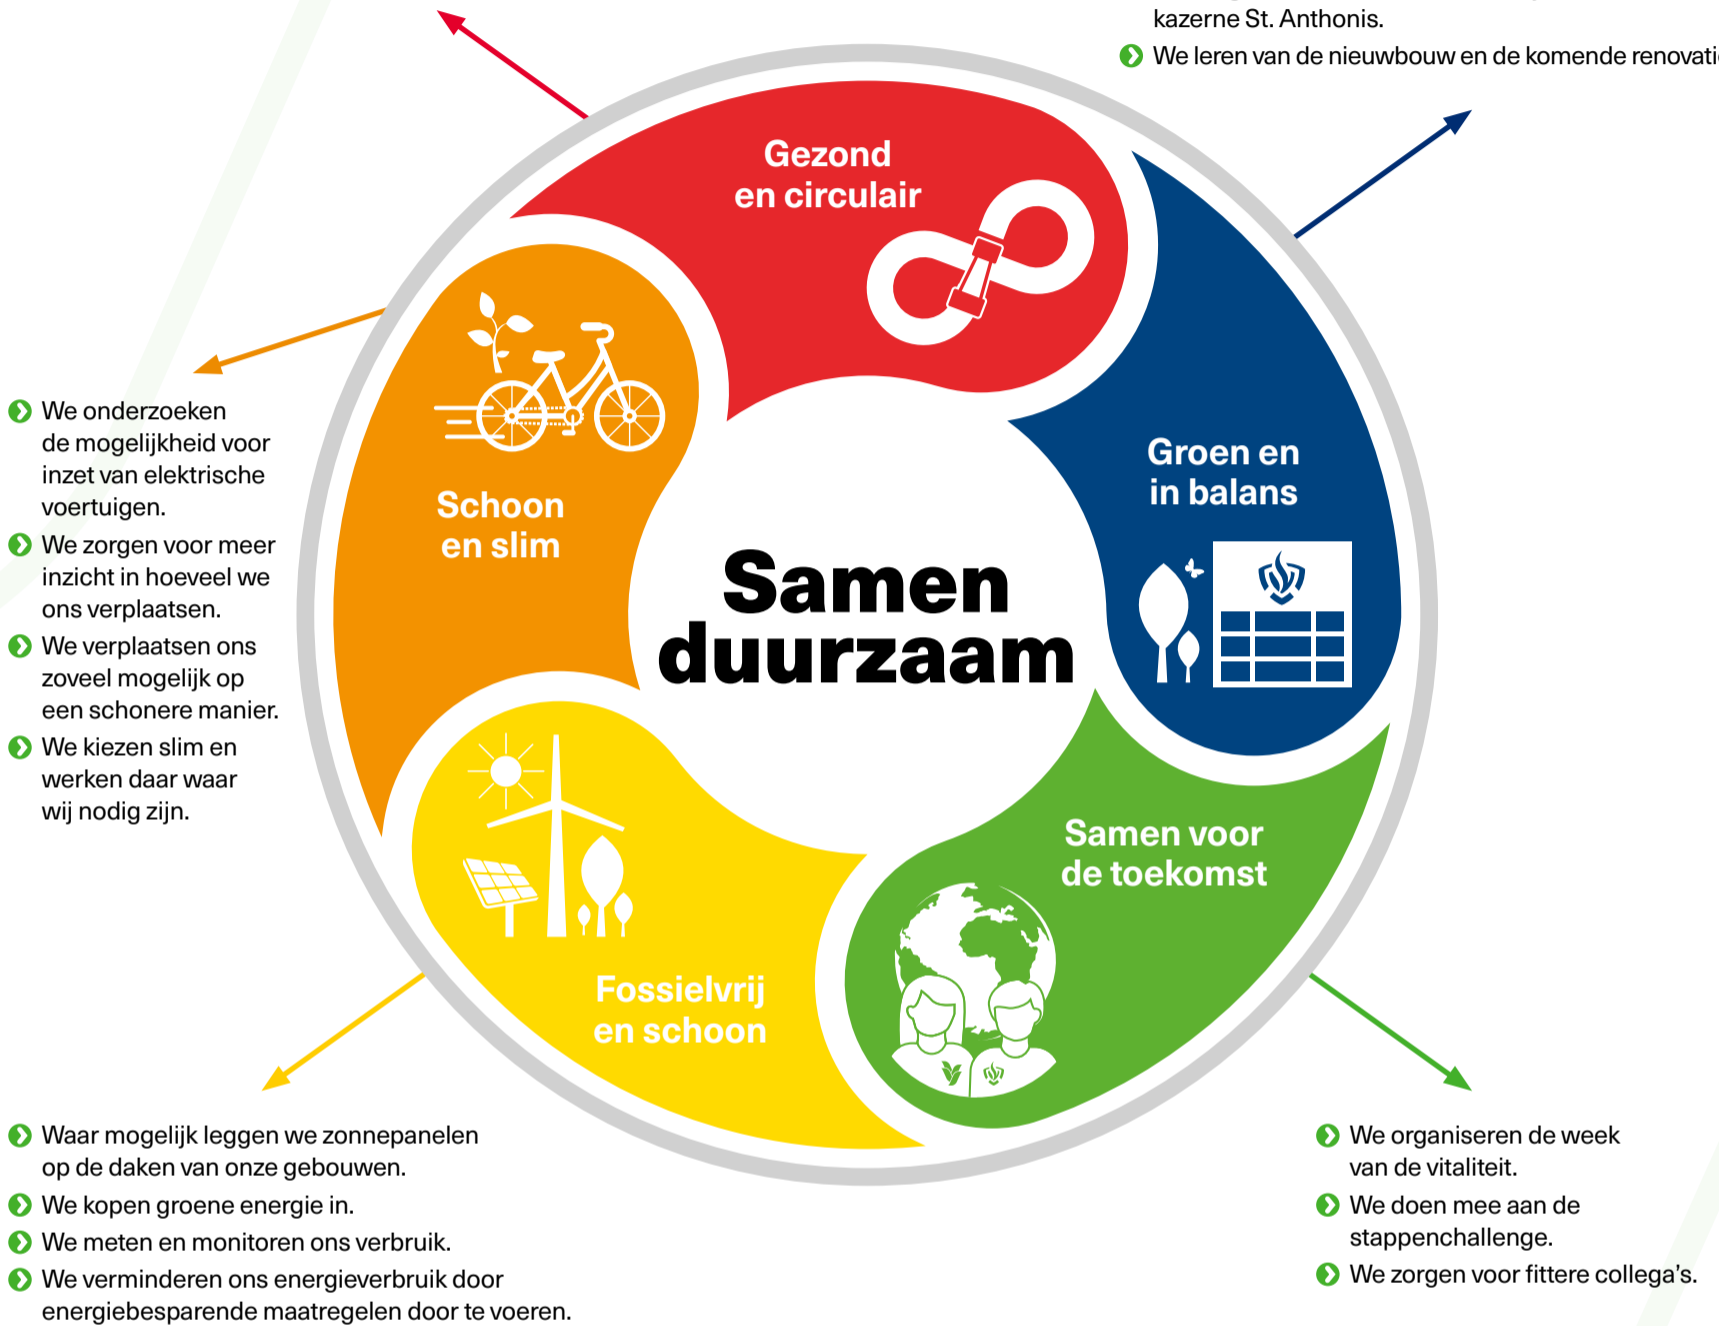 kazerne St. Anthonis.
We leren van de nieuwbouw en de komende
Gezond
en circulair
Groen en
in balans
Schoon
en slim
Samen
duurzaam
Samen voor
de toekomst
Fossielvrij
en schoon
We onderzoeken
de mogelijkheid voor
inzet van elektrische
voertuigen.
We zorgen voor meer
inzicht in hoeveel we
ons verplaatsen.
We verplaatsen ons
zoveel mogelijk op
een schonere manier.
We kiezen slim en
werken daar waar
wij nodig zijn.
Waar mogelijk leggen we zonnepanelen
op de daken van onze gebouwen.
We kopen groene energie in.
We meten en monitoren ons verbruik.
We verminderen ons energieverbruik door
energiebesparende maatregelen door te voeren.
We organiseren de week
van de vitaliteit.
We doen mee aan de
stappenchallenge.
We zorgen voor fittere collega's.